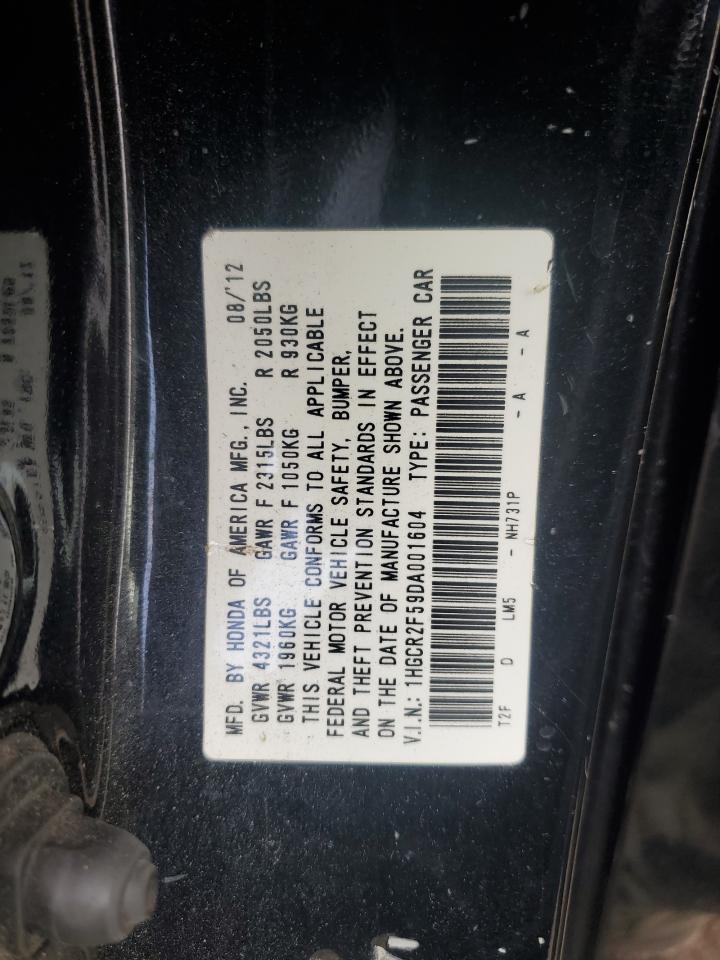 MFD. BY HONDA OF AMERICA MFG., INC. 08/'12
GVWR 4321LBS GAWR F 2315LBS R 2050LBS
GVWR 1960KG GAWR F 1050KG R 930KG
THIS VEHICLE CONFORMS TO ALL APPLICABLE
FEDERAL MOTOR VEHICLE SAFETY, BUMPER,
AND THEFT PREVENTION STANDARDS IN EFFECT
ON THE DATE OF MANUFACTURE SHOWN ABOVE.
V.I.N.: 1HGCR2F59DA001604 TYPE: PASSENGER CAR
T2F D LM5 - NH731P - A - A